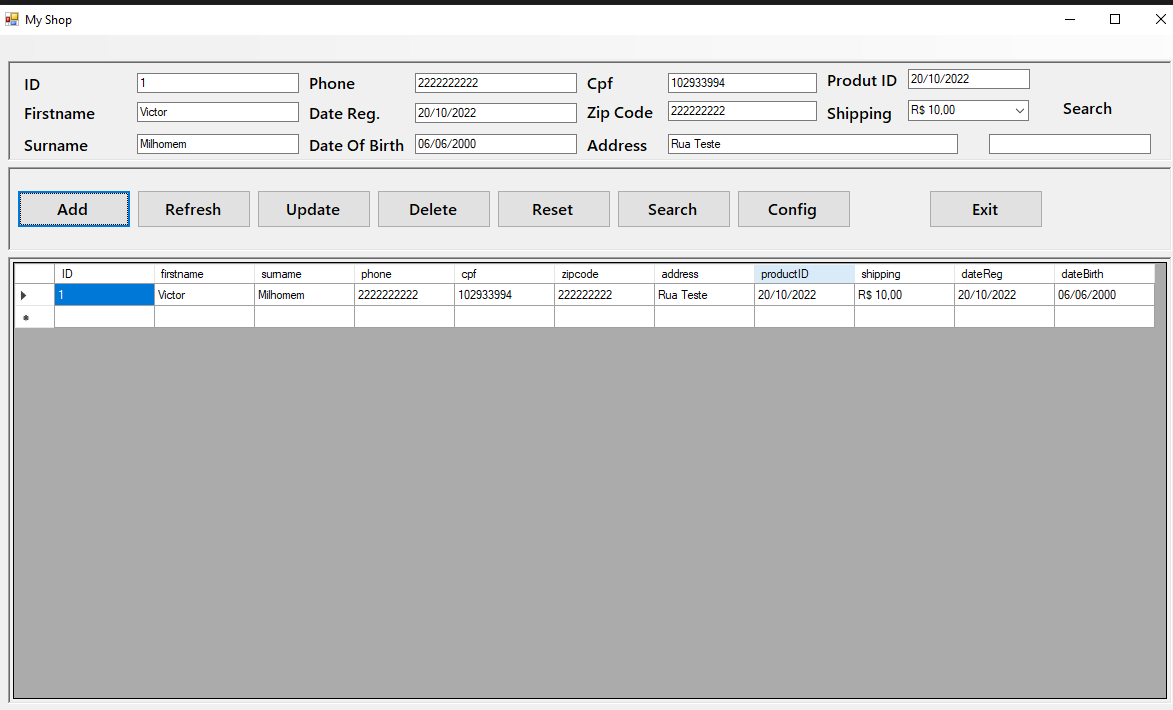 My Shop
ID 1 Phone 2222222222 Cpf 102933994 Produt ID 20/10/2022
Firstname Victor Date Reg. 20/10/2022 Zip Code 222222222 Shipping R$ 10,00 Search
Surname Milhomem Date Of Birth 06/06/2000 Address Rua Teste
Add Refresh Update Delete Reset Search Config Exit
ID firstname surname phone cpf zipcode address productID shipping dateReg dateBirth
1 Victor Milhomem 2222222222 102933994 222222222 Rua Teste 20/10/2022 R$ 10,00 20/10/2022 06/06/2000